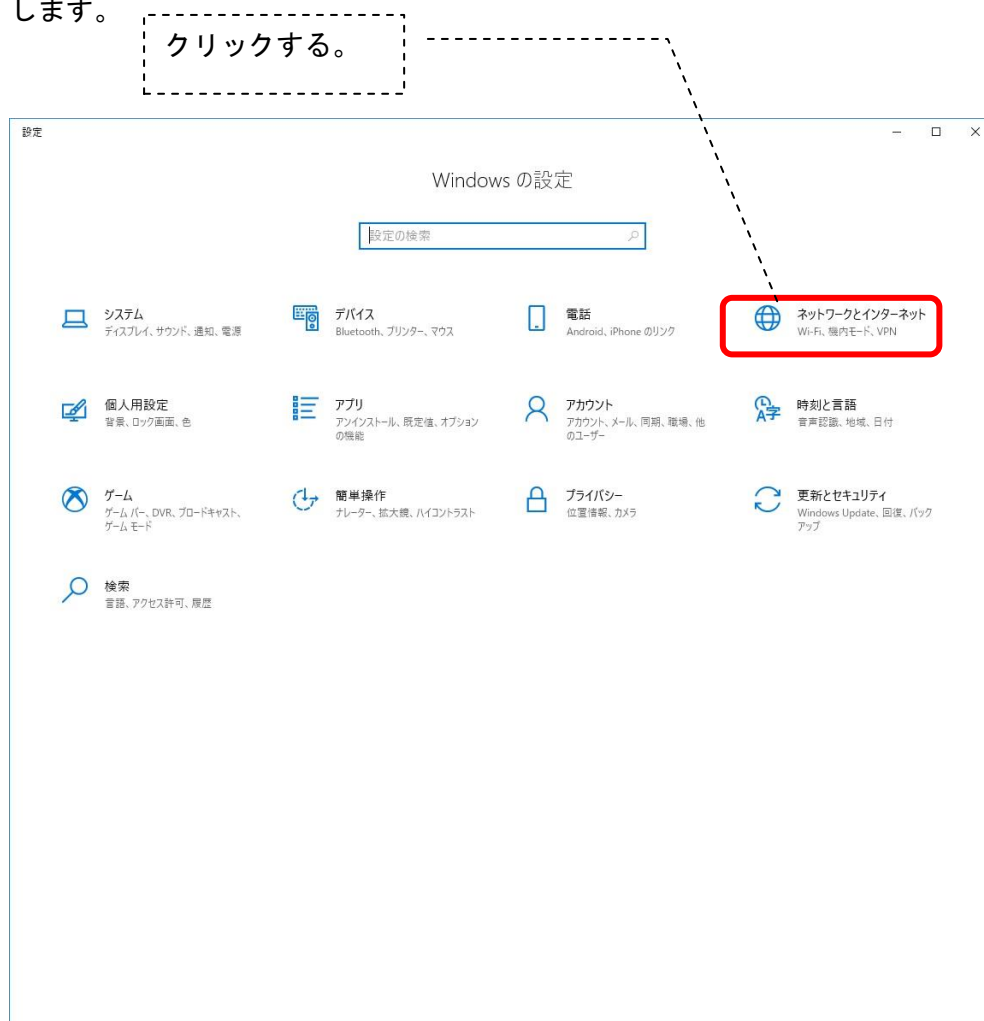 します。
クリックする。
設定
Windows の設定
設定の検索
システム
ディスプレイ、サウンド、通知、電源
デバイス
Bluetooth、プリンター、マウス
電話
Android、iPhone のリンク
ネットワークとインターネット
Wi-Fi、機内モード、VPN
個人用設定
背景、ロック画面、色
アプリ
アンインストール、既定値、オプション
の機能
アカウント
アカウント、メール、同期、職場、他
のユーザー
時刻と言語
音声認識、地域、日付
ゲーム
ゲーム バー、DVR、ブロードキャスト、
ゲーム モード
簡単操作
ナレーター、拡大鏡、ハイコントラスト
プライバシー
位置情報、カメラ
更新とセキュリティ
Windows Update、回復、バック
アップ
検索
言語、アクセス許可、履歴